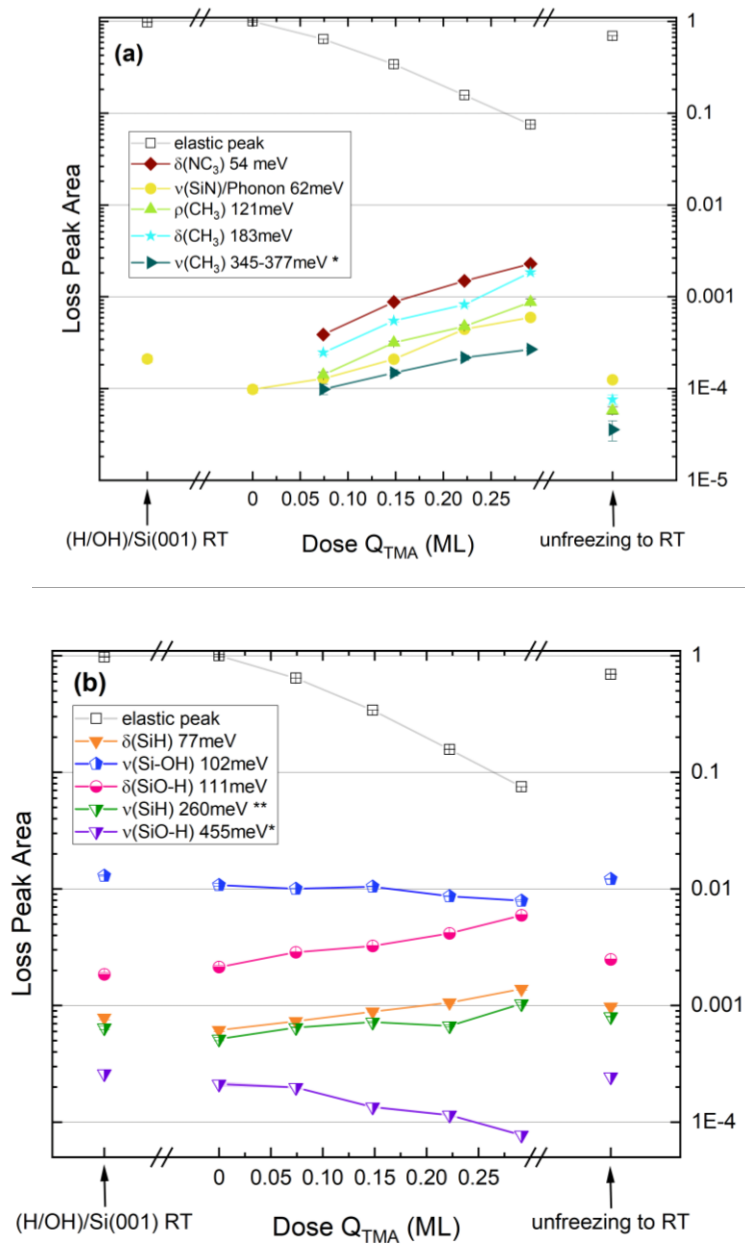 (a)
elastic peak
δ(NC₃) 54 meV
ν(SiN)/Phonon 62meV
ρ(CH₃) 121meV
δ(CH₃) 183meV
ν(CH₃) 345-377meV *
Loss Peak Area
1
0.1
0.01
0.001
1E-4
1E-5
0 0.05 0.10 0.15 0.20 0.25
(H/OH)/Si(001) RT
Dose Q_TMA (ML)
unfreezing to RT
(b)
elastic peak
δ(SiH) 77meV
ν(Si-OH) 102meV
δ(SiO-H) 111meV
ν(SiH) 260meV **
ν(SiO-H) 455meV*
Loss Peak Area
1
0.1
0.01
0.001
1E-4
0 0.05 0.10 0.15 0.20 0.25
(H/OH)/Si(001) RT
Dose Q_TMA (ML)
unfreezing to RT